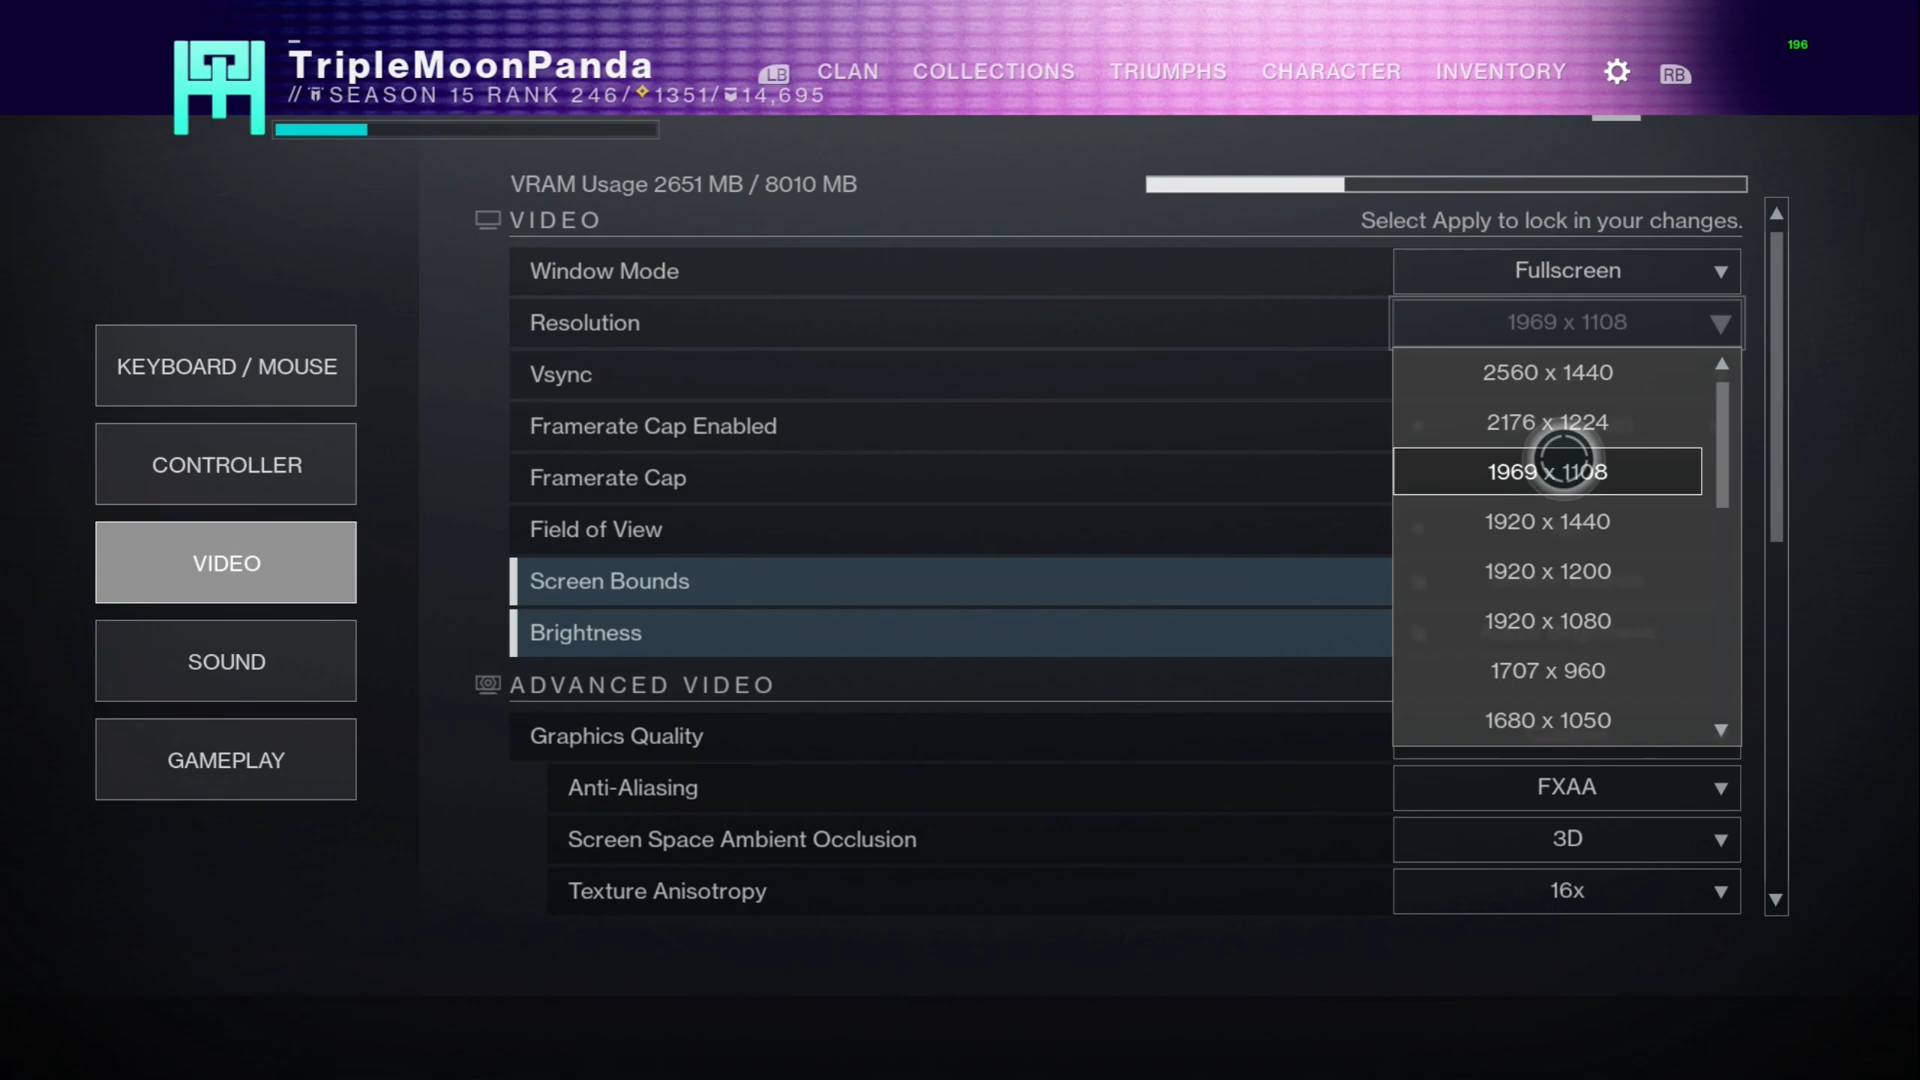 TripleMoonPanda
// SEASON 15 RANK 246/1351/14,695
LB CLAN COLLECTIONS TRIUMPHS CHARACTER INVENTORY RB
196
VRAM Usage 2651 MB / 8010 MB
VIDEO
Select Apply to lock in your changes.
Window Mode
Fullscreen
Resolution
1969 x 1108
Vsync
Framerate Cap Enabled
Framerate Cap
Field of View
Screen Bounds
Brightness
2560 x 1440
2176 x 1224
1969 x 1108
1920 x 1440
1920 x 1200
1920 x 1080
1707 x 960
1680 x 1050
ADVANCED VIDEO
Graphics Quality
Anti-Aliasing
FXAA
Screen Space Ambient Occlusion
3D
Texture Anisotropy
16x
KEYBOARD / MOUSE
CONTROLLER
VIDEO
SOUND
GAMEPLAY